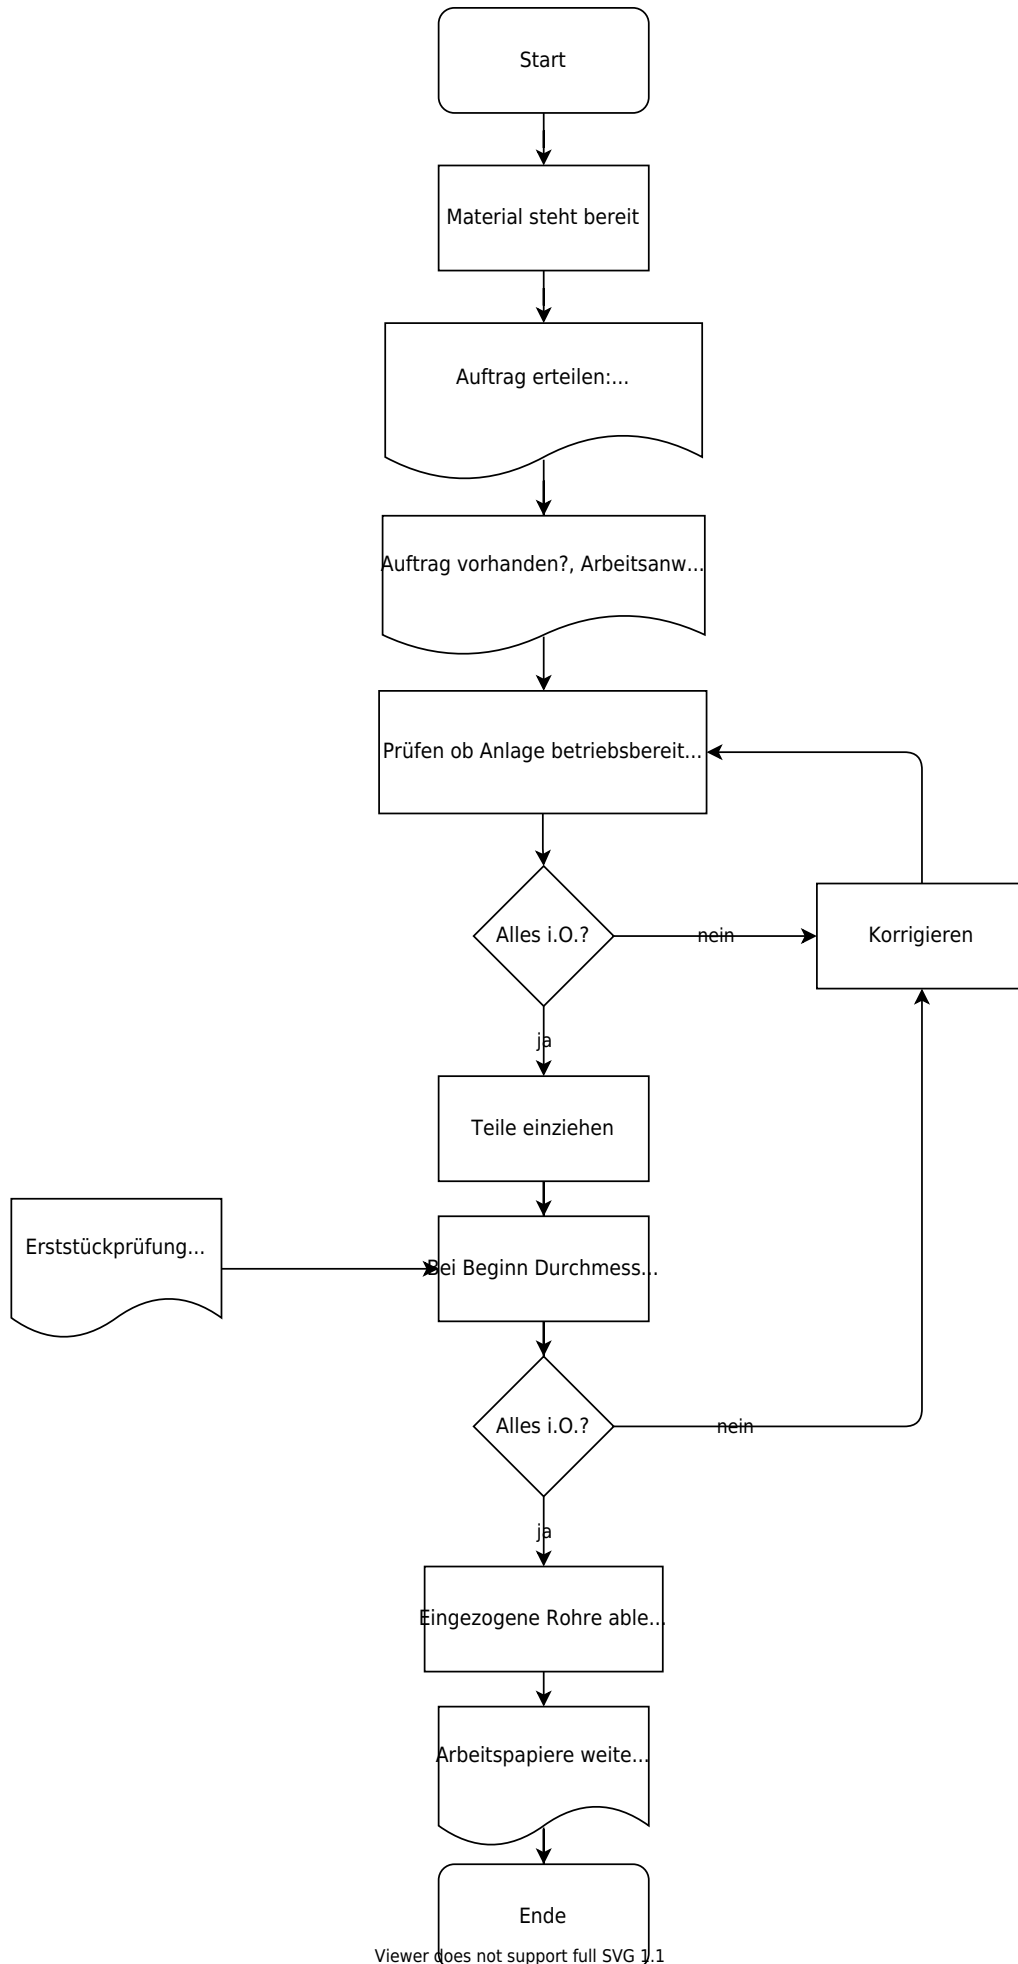 Start
Material steht bereit
Auftrag erteilen:...
Auftrag vorhanden?, Arbeitsanw...
Prüfen ob Anlage betriebsbereit...
Alles i.O.?
nein
Korrigieren
ja
Teile einziehen
Erststückprüfung...
Bei Beginn Durchmess...
Alles i.O.?
nein
ja
Eingezogene Rohre able...
Arbeitspapiere weite...
Ende
Viewer does not support full SVG 1.1